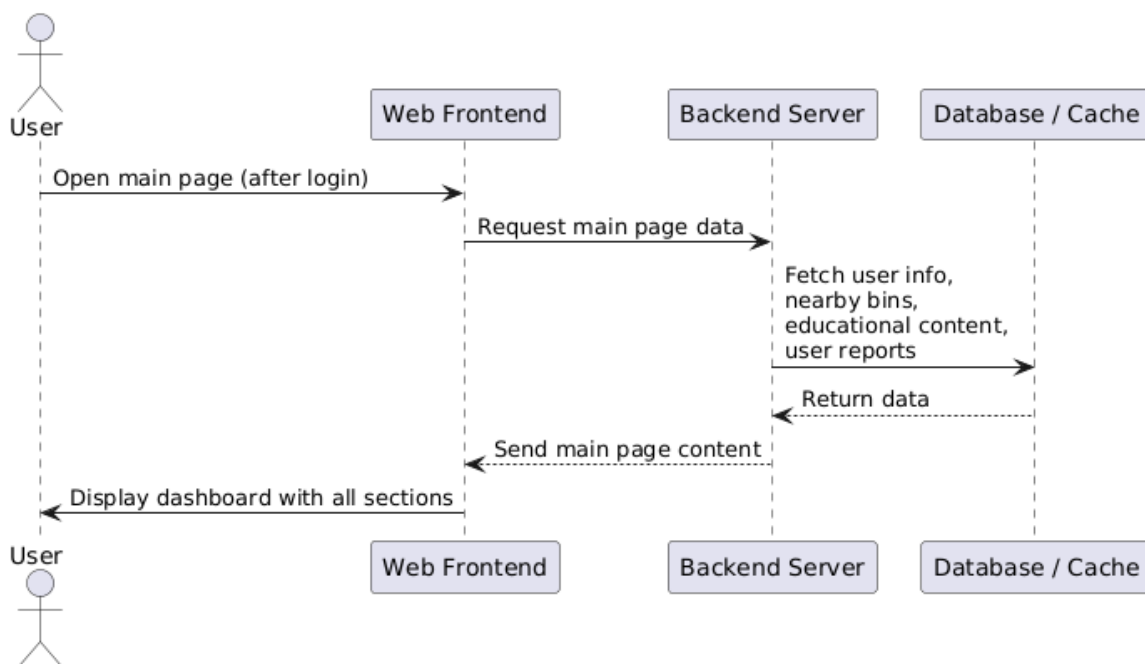 User
Web Frontend
Backend Server
Database / Cache
Open main page (after login)
Request main page data
Fetch user info,
nearby bins,
educational content,
user reports
Return data
Send main page content
Display dashboard with all sections
User
Web Frontend
Backend Server
Database / Cache